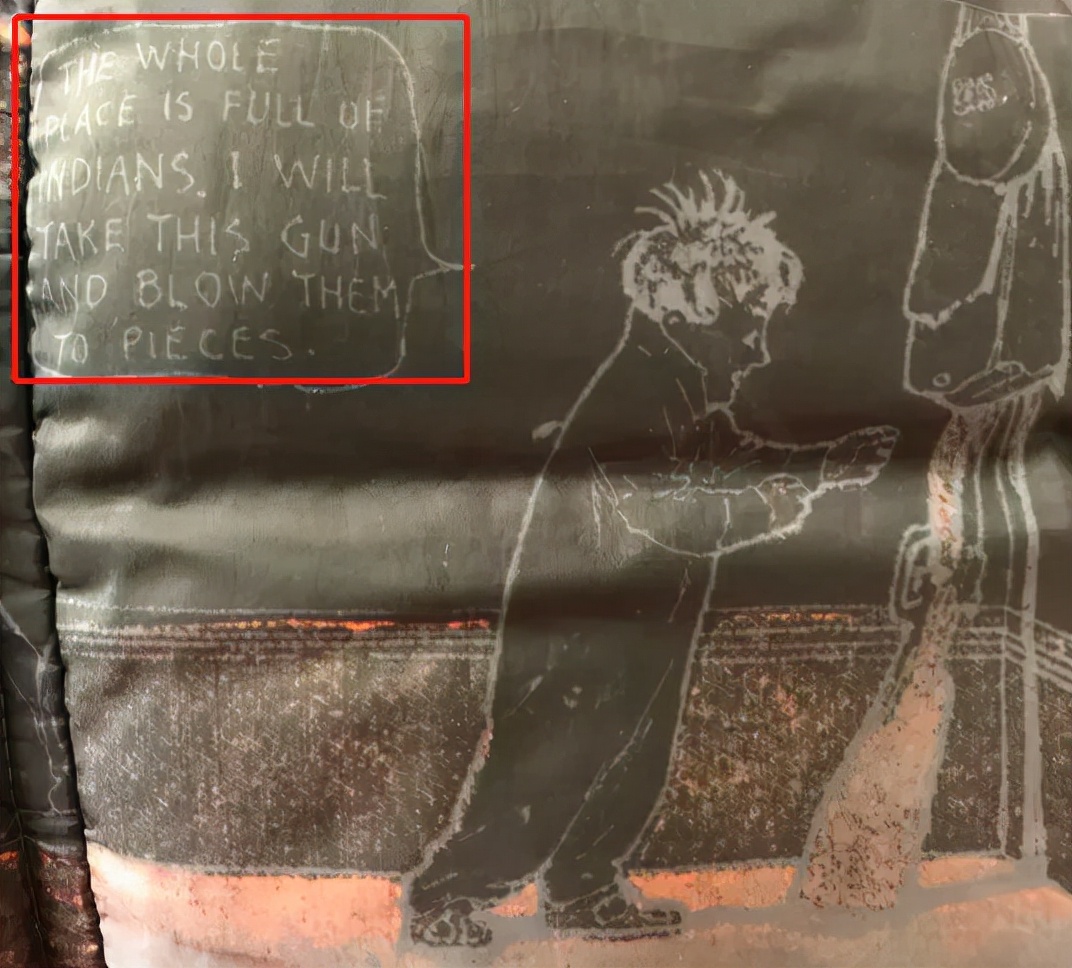 THE WHOLE
PLACE IS FULL OF
INDIANS. I WILL
TAKE THIS GUN
AND BLOW THEM
TO PIECES.